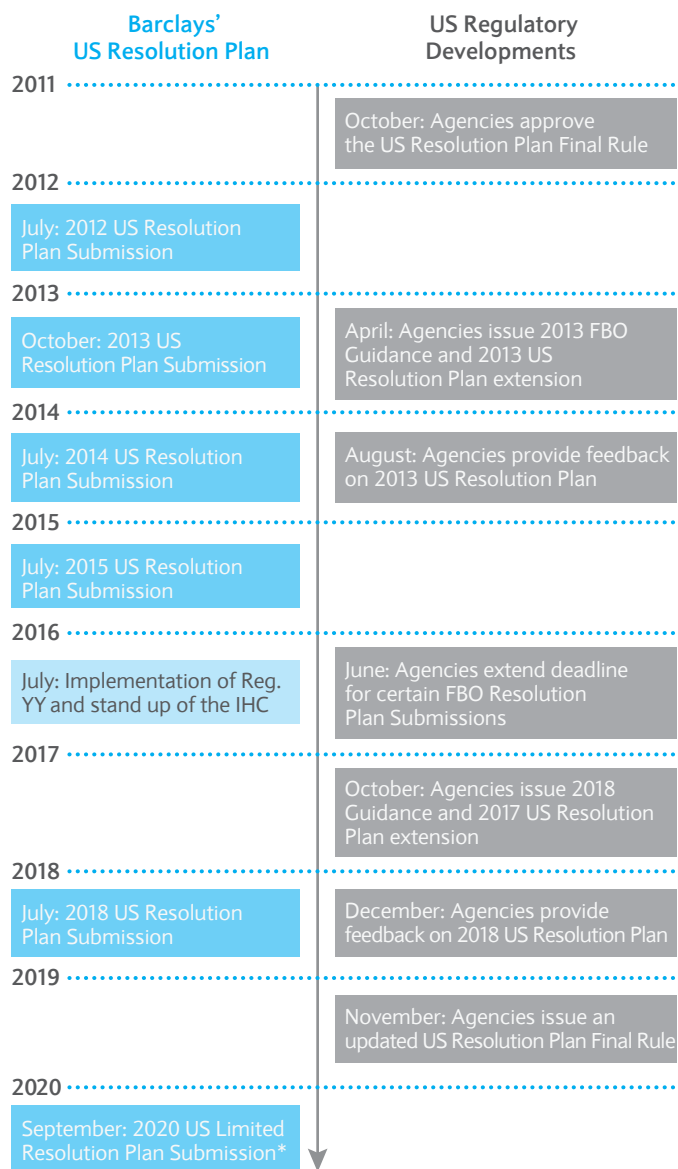 Barclays’
US Resolution Plan
US Regulatory
Developments
2011
October: Agencies approve
the US Resolution Plan Final Rule
2012
July: 2012 US Resolution
Plan Submission
2013
October: 2013 US
Resolution Plan Submission
April: Agencies issue 2013 FBO
Guidance and 2013 US
Resolution Plan extension
2014
July: 2014 US Resolution
Plan Submission
August: Agencies provide feedback
on 2013 US Resolution Plan
2015
July: 2015 US Resolution
Plan Submission
2016
July: Implementation of Reg.
YY and stand up of the IHC
June: Agencies extend deadline
for certain FBO Resolution
Plan Submissions
2017
October: Agencies issue 2018
Guidance and 2017 US Resolution
Plan extension
2018
July: 2018 US Resolution
Plan Submission
December: Agencies provide
feedback on 2018 US Resolution Plan
2019
November: Agencies issue an
updated US Resolution Plan Final Rule
2020
September: 2020 US Limited
Resolution Plan Submission*